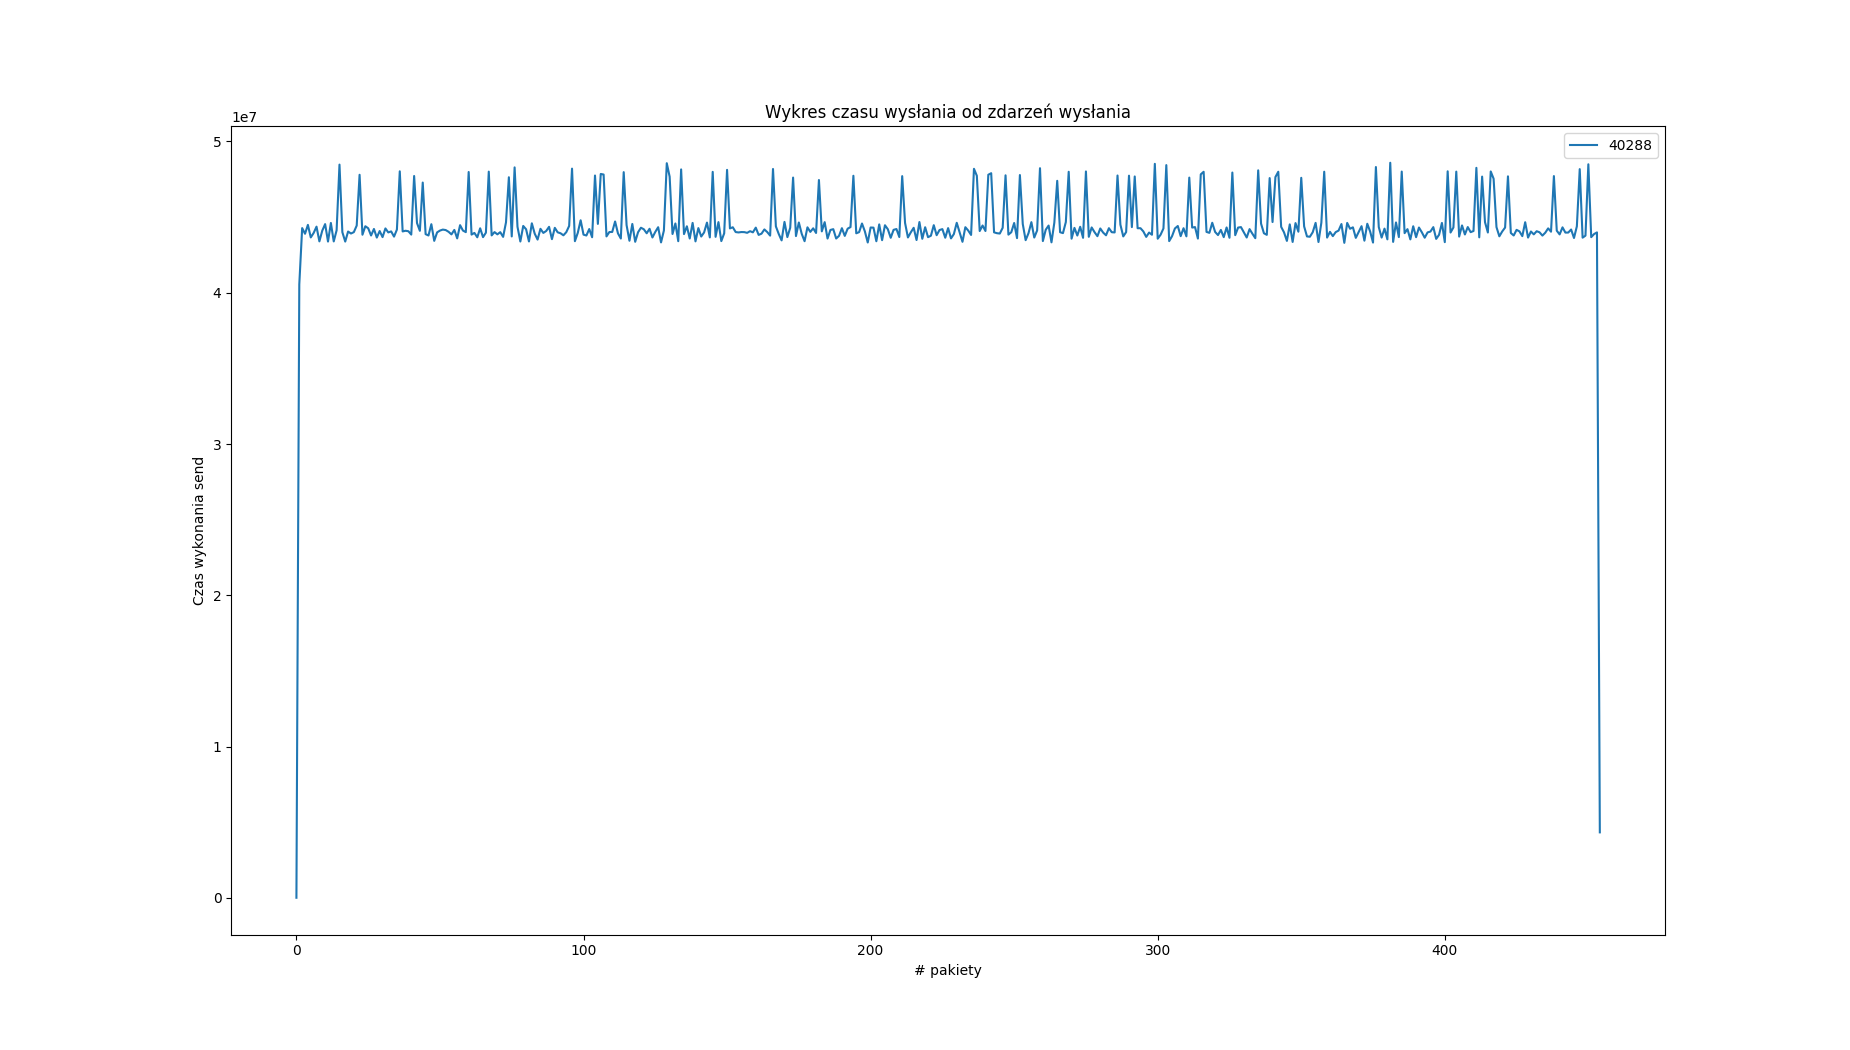 Wykres czasu wysłania od zdarzeń wysłania
1e7
40288
5
4
3
2
1
0
Czas wykonania send
0 100 200 300 400
# pakiety